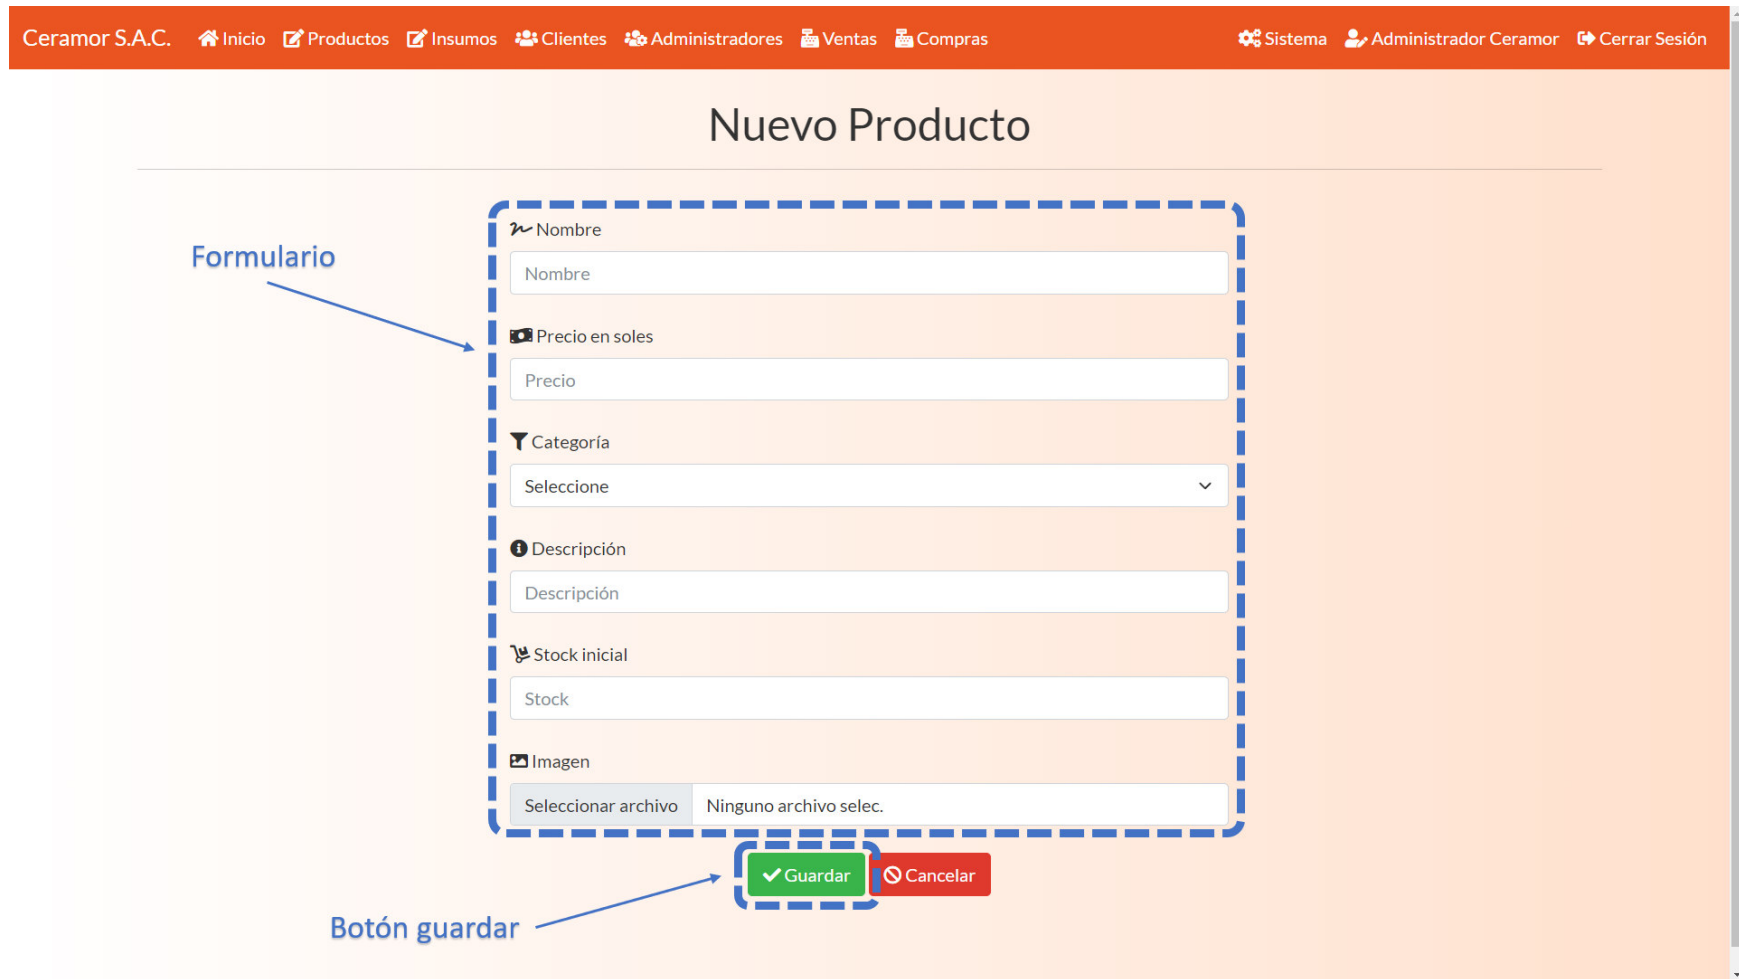 Ceramor S.A.C. Inicio Productos Insumos Clientes Administradores Ventas Compras Sistema Administrador Ceramor Cerrar Sesión
Nuevo Producto
Formulario
Nombre
Nombre
Precio en soles
Precio
Categoría
Seleccione
Descripción
Descripción
Stock inicial
Stock
Imagen
Seleccionar archivo Ninguno archivo selec.
Guardar Cancelar
Botón guardar